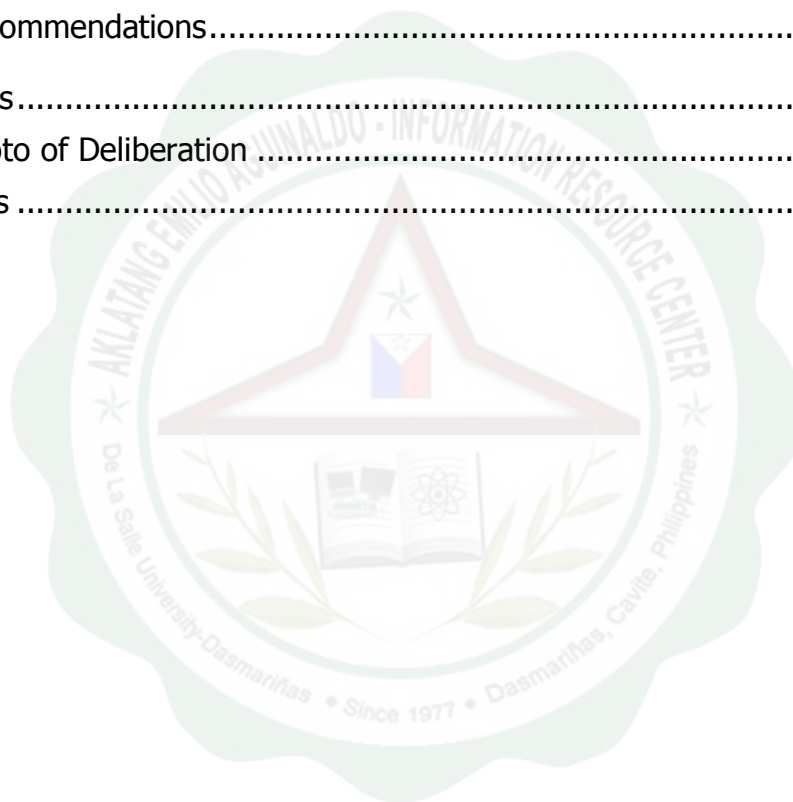 ommendations..........................................................................
s..........................................................................................
oto of Deliberation ..................................................................
s ..........................................................................................
AKLATANG EMILIO AGUINALDO - INFORMATION RESOURCE CENTER
De La Salle University-Dasmariñas • Since 1977 • Dasmariñas, Cavite, Philippines